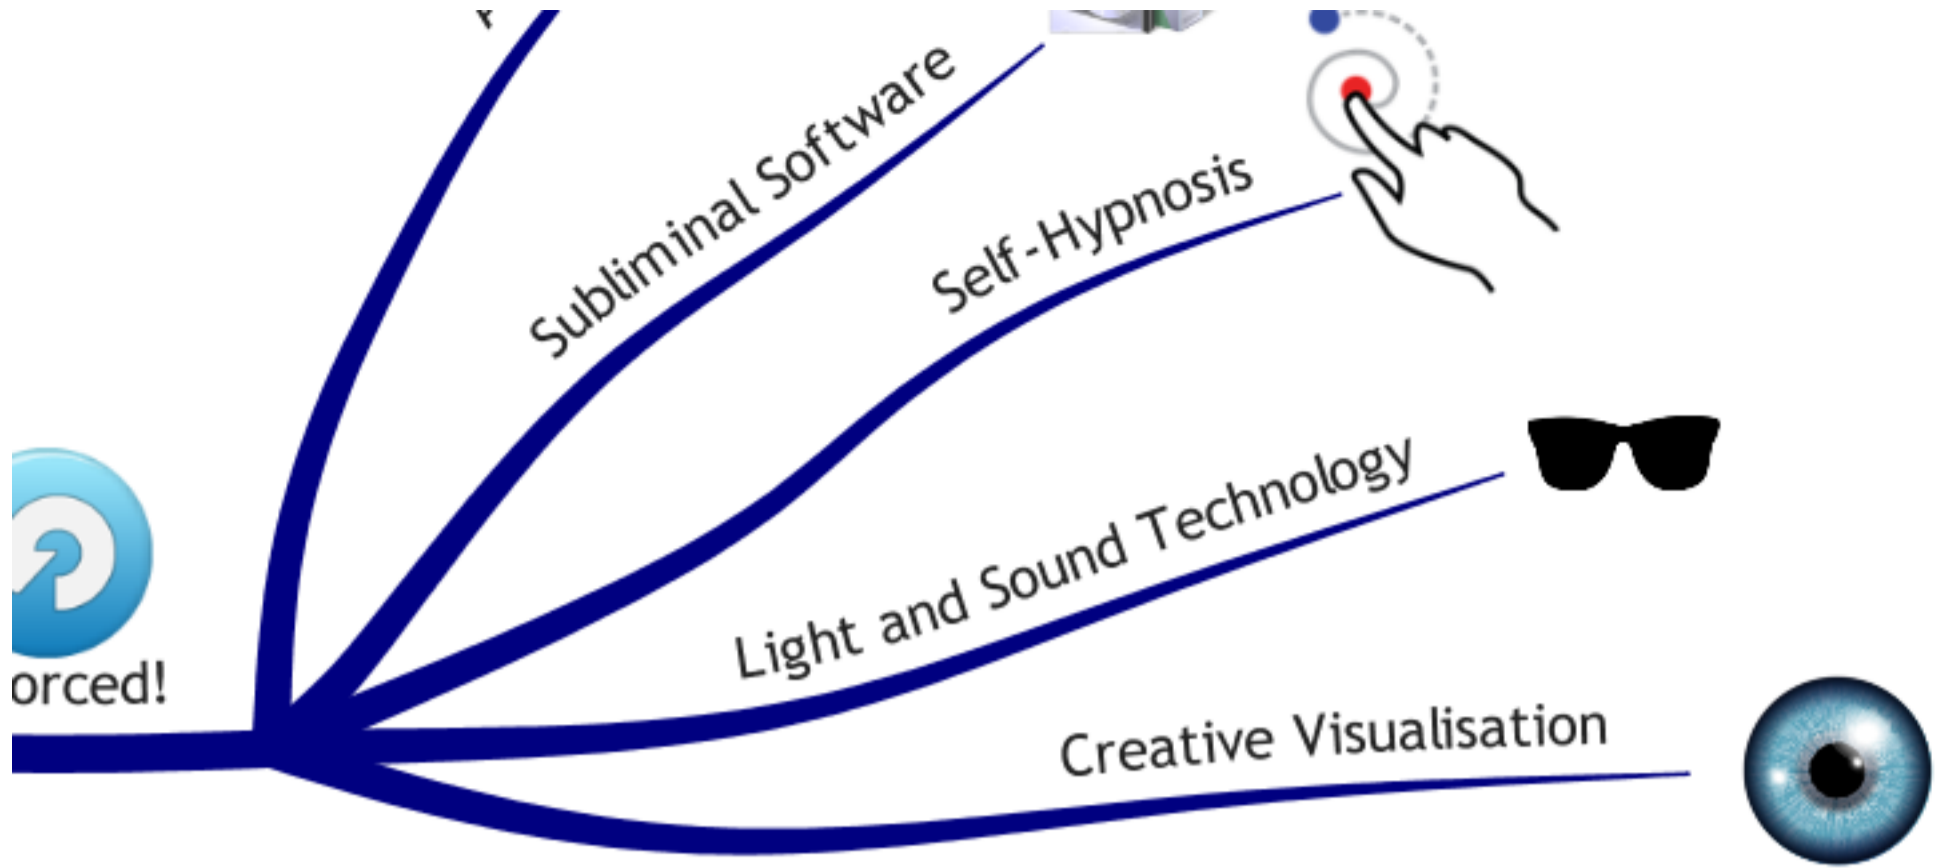 Subliminal Software
Self-Hypnosis
Light and Sound Technology
orced!
Creative Visualisation